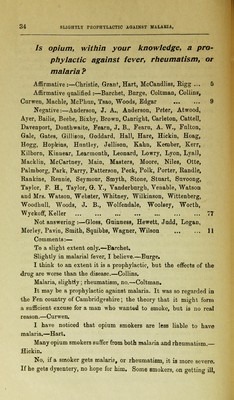 34 SLIGHTLY PROPHYLACTIC AGAINST MALARIA,
Is opium, within your knowledge, a pro-
phylactic against fever, rheumatism, or
malaria?
Affirmative:—Christie, Grant, Hart, McCandliss, Rigg ... 5
Affirmative qualified:—Barchet, Burge, Coltman, Collins,
Curwen, Machle, McPhun, Tsao, Woods, Edgar ... ... 9
Negative:—Anderson, J. A., Anderson, Peter, Atwood,
Ayer, Bailie, Beebe, Bixby, Brown, Canright, Carleton, Cattell,
Davenport, Donthwaite, Fearn, J. B., Fearn, A. W., Fulton,
Gale, Gates, Gillison, Goddard, Hall, Hare, Hickin, Hoag,
Hogg, Hopkins, Huntley, Jellison, Kahn, Kember, Kerr,
Kilborn, Kinnear, Learmonth, Leonard, Lowry, Lyon, Lyall,
Macklin, McCartney, Main, Masters, Moore, Niles, Otte,
Palmborg, Park, Parry, Patterson, Peck, Polk, Porter, Randle,
Rankine, Rennie, Seymour, Smyth, Stone, Stuart, Suvoong,
Taylor, F. H., Taylor, G. Y., Vanderburgh, Venable, Watson
and Mrs. Watson, Webster, Whitney, Wilkinson, Wittenberg,
Woodhull, Woods, J. B., Wolfendale, Woolsey, Worth,
Wyckoff, Keller ... ... ... ... ... ... 77
Not answering:—Gloss, Guinness, Hewett, Judd, Logan,
Merley, Pavis, Smith, Squibbs, Wagner, Wilson ... ... 11
Comments:—
To a slight extent only.—Barchet.
Slightly in malarial fever, I believe.—Burge.
I think to an extent it is a prophylactic, but the effects of the
drug are worse than the disease.—Collins.
Malaria, slightly; rheumatism, no.—Coltman.
It may be a prophylactic against malaria. It was so regarded in
the Fen country of Cambridgeshire; the theory that it might form
a sufficient excuse for a man who wanted to smoke, but is no real
reason.—Curwen.
I have noticed that opium smokers are less liable to have
malaria.—Hart.
Many opium smokers suffer from both malaria and rheumatism.—
Hickin.
No, if a smoker gets malaria, or rheumatism, it is more severe.
If he gets dysentery, no hope for him. Some smokers, on getting ill,